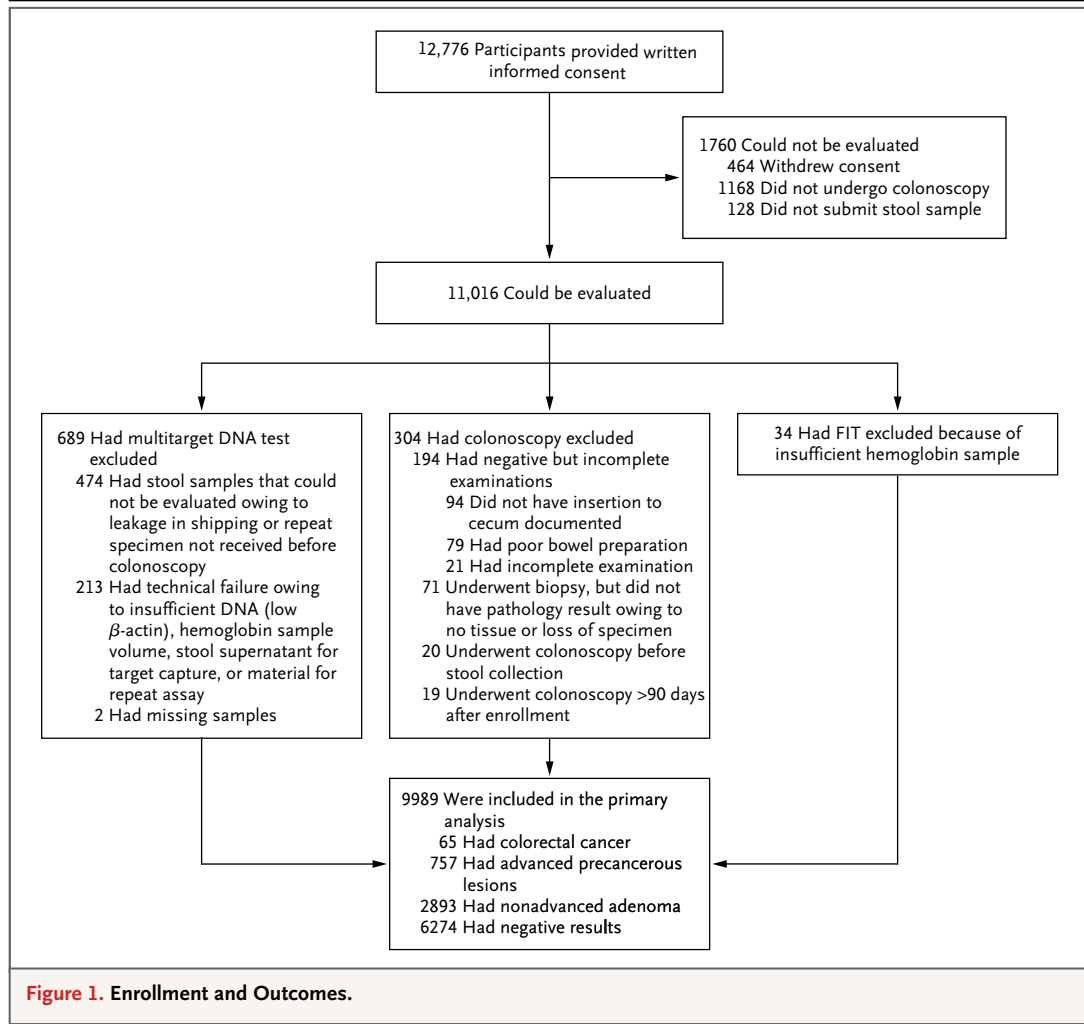 12,776 Participants provided written
informed consent
1760 Could not be evaluated
464 Withdrew consent
1168 Did not undergo colonoscopy
128 Did not submit stool sample
11,016 Could be evaluated
689 Had multitarget DNA test
excluded
474 Had stool samples that could
not be evaluated owing to
leakage in shipping or repeat
specimen not received before
colonoscopy
213 Had technical failure owing
to insufficient DNA (low
β-actin), hemoglobin sample
volume, stool supernatant for
target capture, or material for
repeat assay
2 Had missing samples
304 Had colonoscopy excluded
194 Had negative but incomplete
examinations
94 Did not have insertion to
cecum documented
79 Had poor bowel preparation
21 Had incomplete examination
71 Underwent biopsy, but did not
have pathology result owing to
no tissue or loss of specimen
20 Underwent colonoscopy before
stool collection
19 Underwent colonoscopy >90 days
after enrollment
34 Had FIT excluded because of
insufficient hemoglobin sample
9989 Were included in the primary
analysis
65 Had colorectal cancer
757 Had advanced precancerous
lesions
2893 Had nonadvanced adenoma
6274 Had negative results
Figure 1. Enrollment and Outcomes.